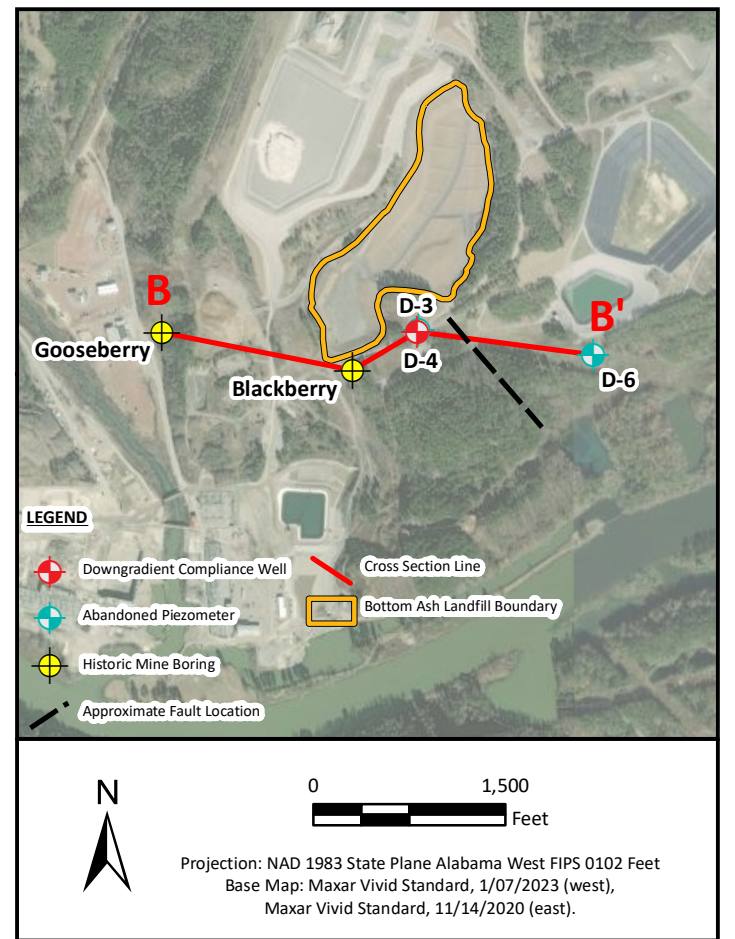 B
D-3
B'
Gooseberry
D-4
Blackberry
D-6
LEGEND
Downgradient Compliance Well
Cross Section Line
Abandoned Piezometer
Bottom Ash Landfill Boundary
Historic Mine Boring
Approximate Fault Location
N
0 1,500
Feet
Projection: NAD 1983 State Plane Alabama West FIPS 0102 Feet
Base Map: Maxar Vivid Standard, 1/07/2023 (west),
Maxar Vivid Standard, 11/14/2020 (east).